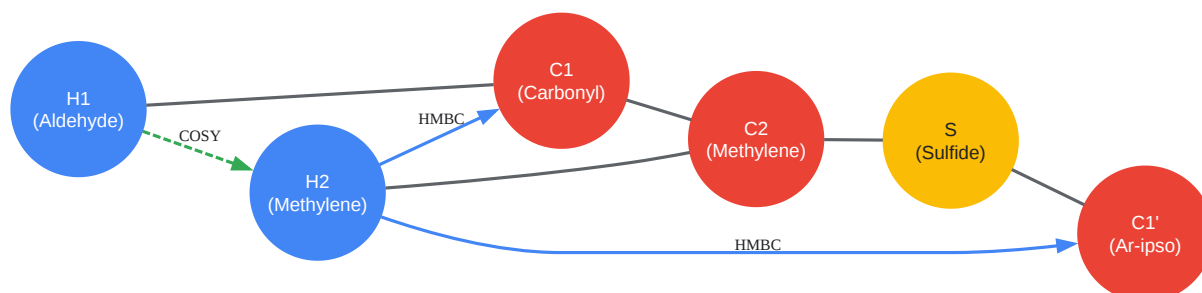 H1
(Aldehyde)
COSY
H2
(Methylene)
HMBC
C1
(Carbonyl)
C2
(Methylene)
S
(Sulfide)
HMBC
C1'
(Ar-ipso)